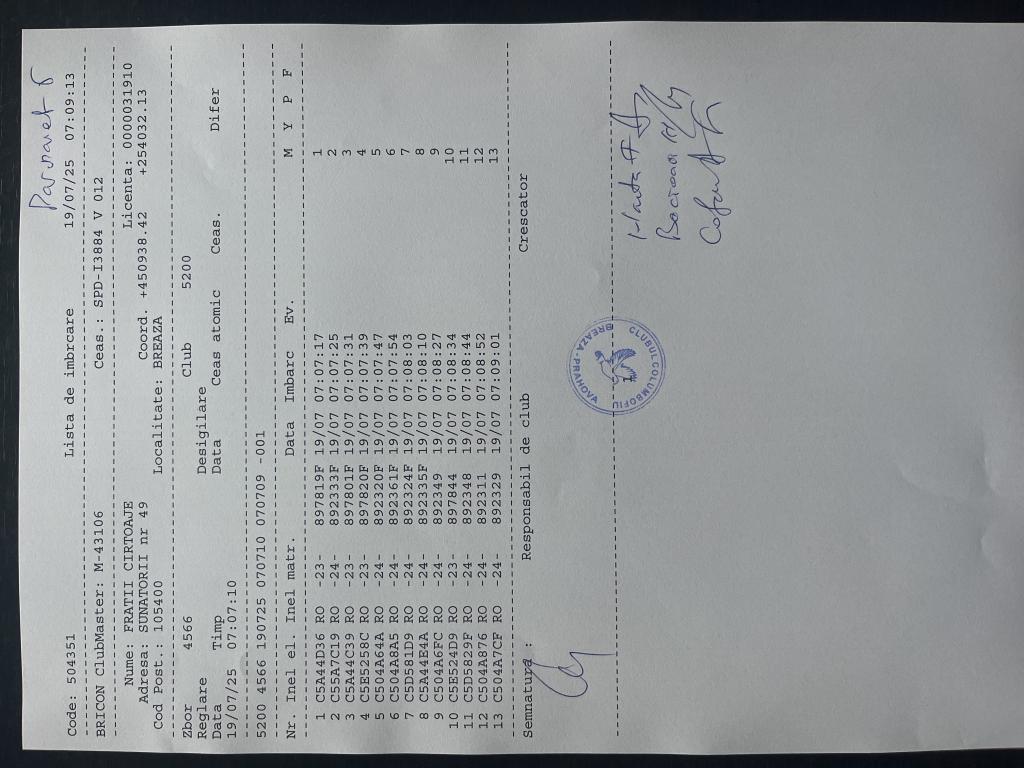 Parnavet 6
Code: 504351 Lista de imbrcare 19/07/25 07:09:13
BRICON ClubMaster: M-43106 Ceas.: SPD-I3884 V 012
Nume: FRATII CIRTOAJE Licenta: 0000031910
Adresa: SUNATORII nr 49 Coord. +450938.42 +254032.13
Cod Post.: 105400 Localitate: BREAZA
Zbor 4566 Club 5200
Reglare Desigilare
Data Timp Data Ceas atomic Ceas. Difer
19/07/25 07:07:10
5200 4566 190725 070710 070709 -001
Nr. Inel el. Inel matr. Data Imbarc Ev. M Y P F
1 C5A44D36 RO -23- 897819F 19/07 07:07:17 1
2 C55A7C19 RO -24- 892333F 19/07 07:07:25 2
3 C5A44C39 RO -23- 897801F 19/07 07:07:31 3
4 C5E5258C RO -23- 897820F 19/07 07:07:39 4
5 C504A64A RO -24- 892320F 19/07 07:07:47 5
6 C504A8A5 RO -24- 892361F 19/07 07:07:54 6
7 C5D581D9 RO -24- 892324F 19/07 07:08:03 7
8 C5A44E4A RO -24- 892335F 19/07 07:08:10 8
9 C504A6FC RO -24- 892349 19/07 07:08:27 9
10 C5E524D9 RO -23- 897844 19/07 07:08:34 10
11 C5D5829F RO -24- 892348 19/07 07:08:44 11
12 C504A876 RO -24- 892311 19/07 07:08:52 12
13 C504A7CF RO -24- 892329 19/07 07:09:01 13
Semnatura : Responsabil de club Crescator
CLUBUL COLUMBOFIL
BREAZA-PRAHOVA